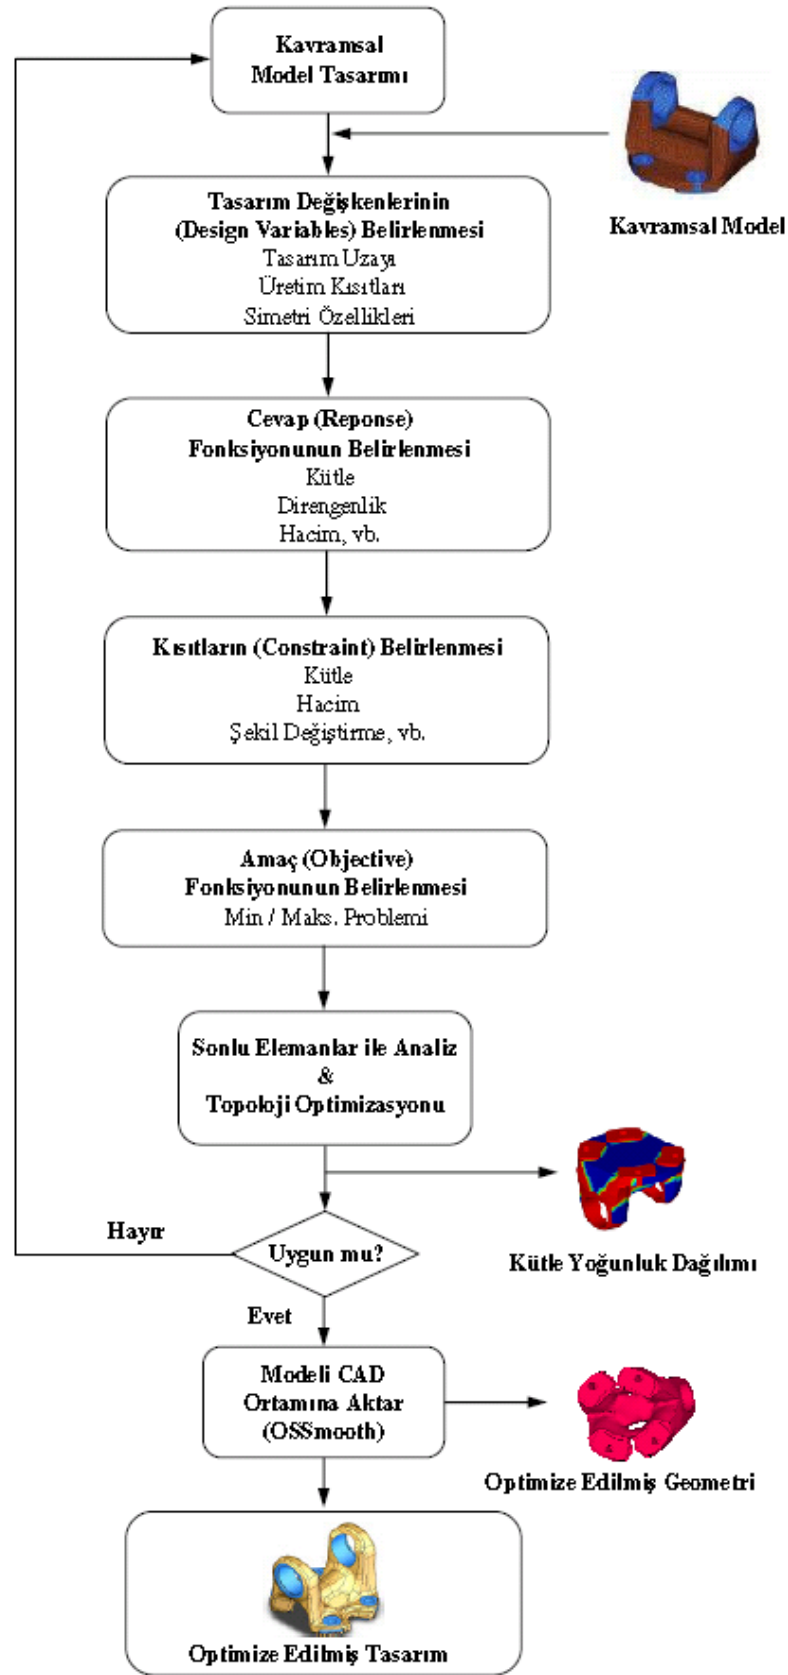 Kavramsal
Model Tasarımı
Kavramsal Model
Tasarım Değişkenlerinin
(Design Variables) Belirlenmesi
Tasarım Uzayı
Üretim Kısıtları
Simetri Özellikleri
Cevap (Reponse)
Fonksiyonunun Belirlenmesi
Kütle
Direngenlik
Hacim, vb.
Kısıtların (Constraint) Belirlenmesi
Kütle
Hacim
Şekil Değiştirme, vb.
Amaç (Objective)
Fonksiyonunun Belirlenmesi
Min / Maks. Problemi
Sonlu Elemanlar ile Analiz
&
Topoloji Optimizasyonu
Kütle Yoğunluk Dağılımı
Hayır
Uygun mu?
Evet
Modeli CAD
Ortamına Aktar
(OSSmooth)
Optimize Edilmiş Geometri
Optimize Edilmiş Tasarım